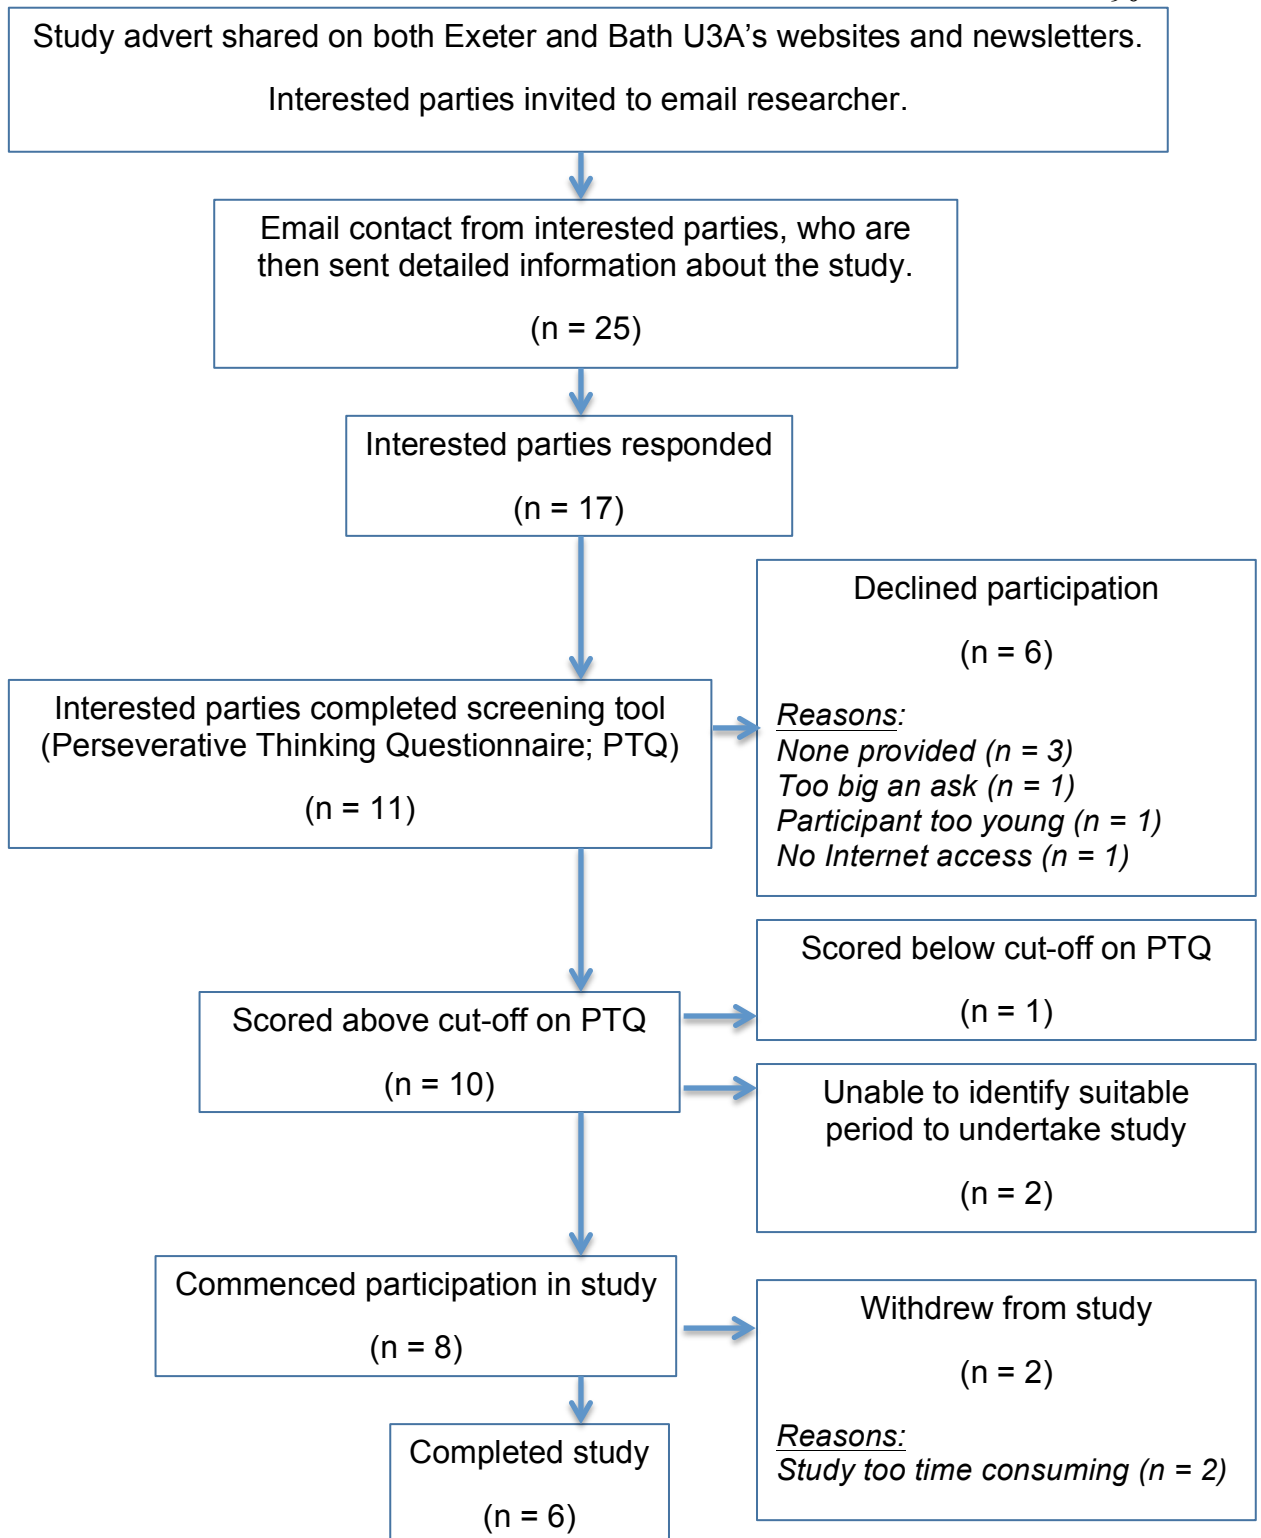 Study advert shared on both Exeter and Bath U3A’s websites and newsletters.
Interested parties invited to email researcher.
Email contact from interested parties, who are
then sent detailed information about the study.
(n = 25)
Interested parties responded
(n = 17)
Declined participation
(n = 6)
Reasons:
None provided (n = 3)
Too big an ask (n = 1)
Participant too young (n = 1)
No Internet access (n = 1)
Interested parties completed screening tool
(Perseverative Thinking Questionnaire; PTQ)
(n = 11)
Scored below cut-off on PTQ
(n = 1)
Scored above cut-off on PTQ
(n = 10)
Unable to identify suitable
period to undertake study
(n = 2)
Commenced participation in study
(n = 8)
Withdrew from study
(n = 2)
Reasons:
Study too time consuming (n = 2)
Completed study
(n = 6)